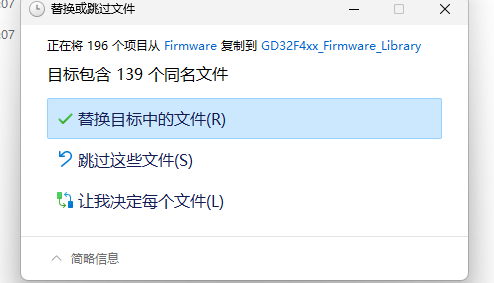 :07
替换或跳过文件
:07
正在将 196 个项目从 Firmware 复制到 GD32F4xx_Firmware_Library
目标包含 139 个同名文件
替换目标中的文件(R)
跳过这些文件(S)
让我决定每个文件(L)
简略信息